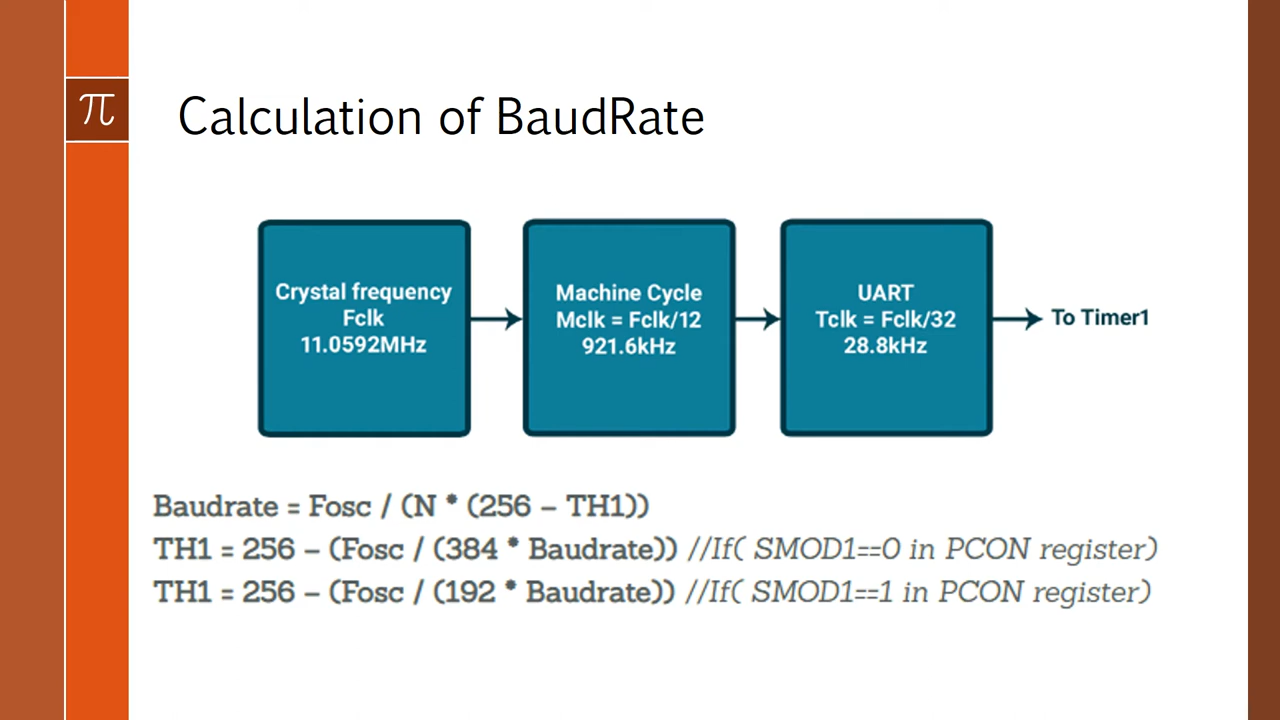 π
Calculation of BaudRate
Crystal frequency
Fclk
11.0592MHz
Machine Cycle
Mclk = Fclk/12
921.6kHz
UART
Tclk = Fclk/32
28.8kHz
To Timer1
Baudrate = Fosc / (N * (256 – TH1))
TH1 = 256 – (Fosc / (384 * Baudrate)) //If( SMOD1==0 in PCON register)
TH1 = 256 – (Fosc / (192 * Baudrate)) //If( SMOD1==1 in PCON register)